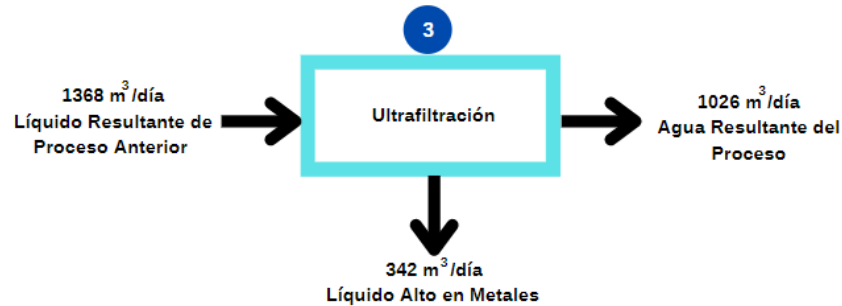 3
1368 m³/día
Líquido Resultante de
Proceso Anterior
Ultrafiltración
1026 m³/día
Agua Resultante del
Proceso
342 m³/día
Líquido Alto en Metales